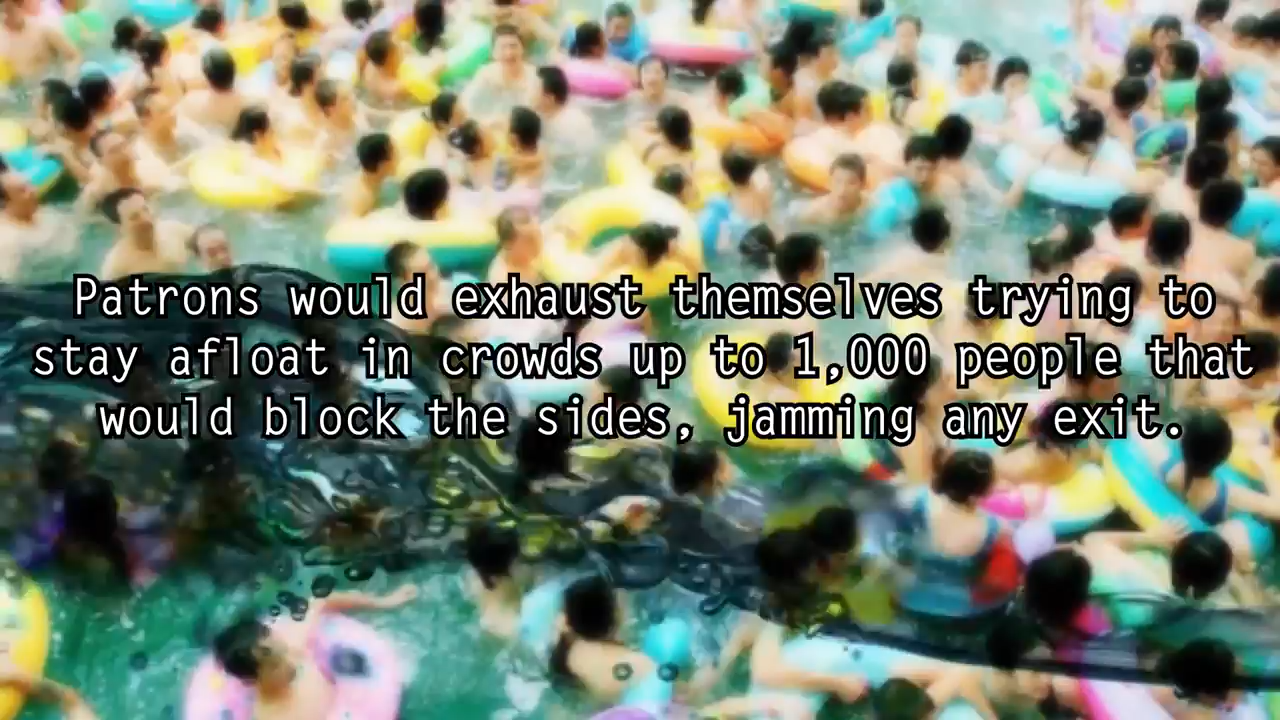 Patrons would exhaust themselves trying to
stay afloat in crowds up to 1,000 people that
would block the sides, jamming any exit.